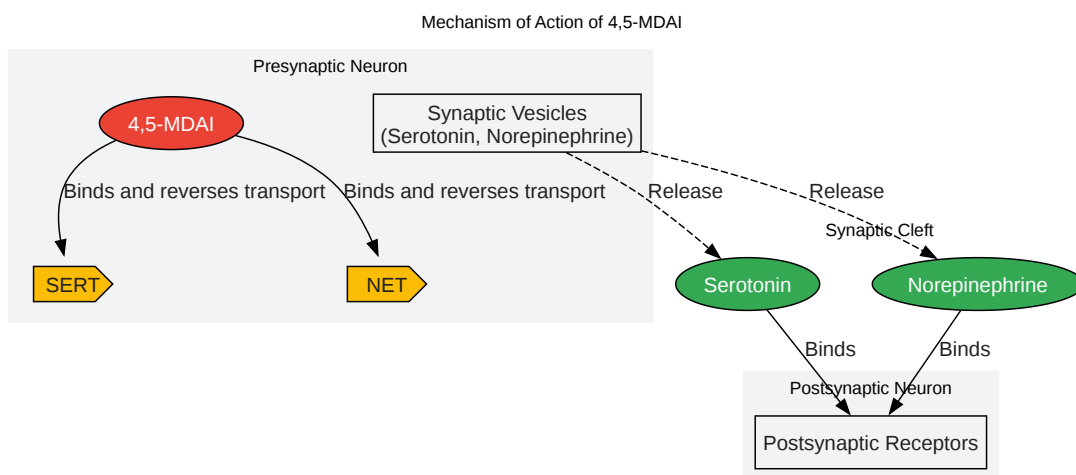 Mechanism of Action of 4,5-MDAI
Presynaptic Neuron
4,5-MDAI
Synaptic Vesicles
(Serotonin, Norepinephrine)
Binds and reverses transport
Binds and reverses transport
Release
Release
Synaptic Cleft
SERT
NET
Serotonin
Norepinephrine
Binds
Binds
Postsynaptic Neuron
Postsynaptic Receptors